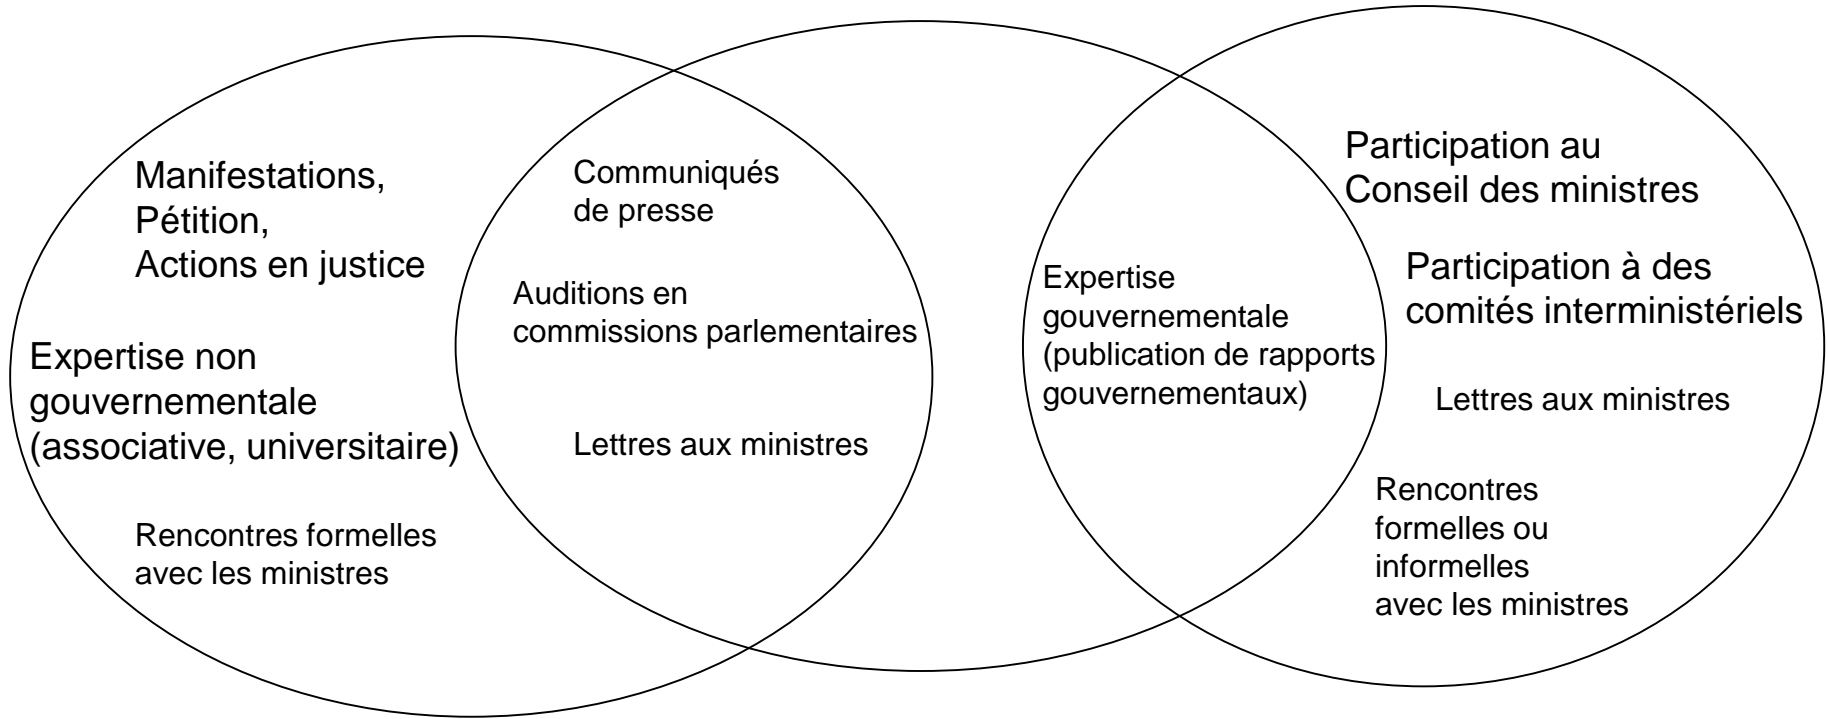 Manifestations,
Pétition,
Actions en justice
Expertise non
gouvernementale
(associative, universitaire)
Rencontres formelles
avec les ministres
Communiqués
de presse
Auditions en
commissions parlementaires
Lettres aux ministres
Expertise
gouvernementale
(publication de rapports
gouvernementaux)
Participation au
Conseil des ministres
Participation à des
comités interministériels
Lettres aux ministres
Rencontres
formelles ou
informelles
avec les ministres